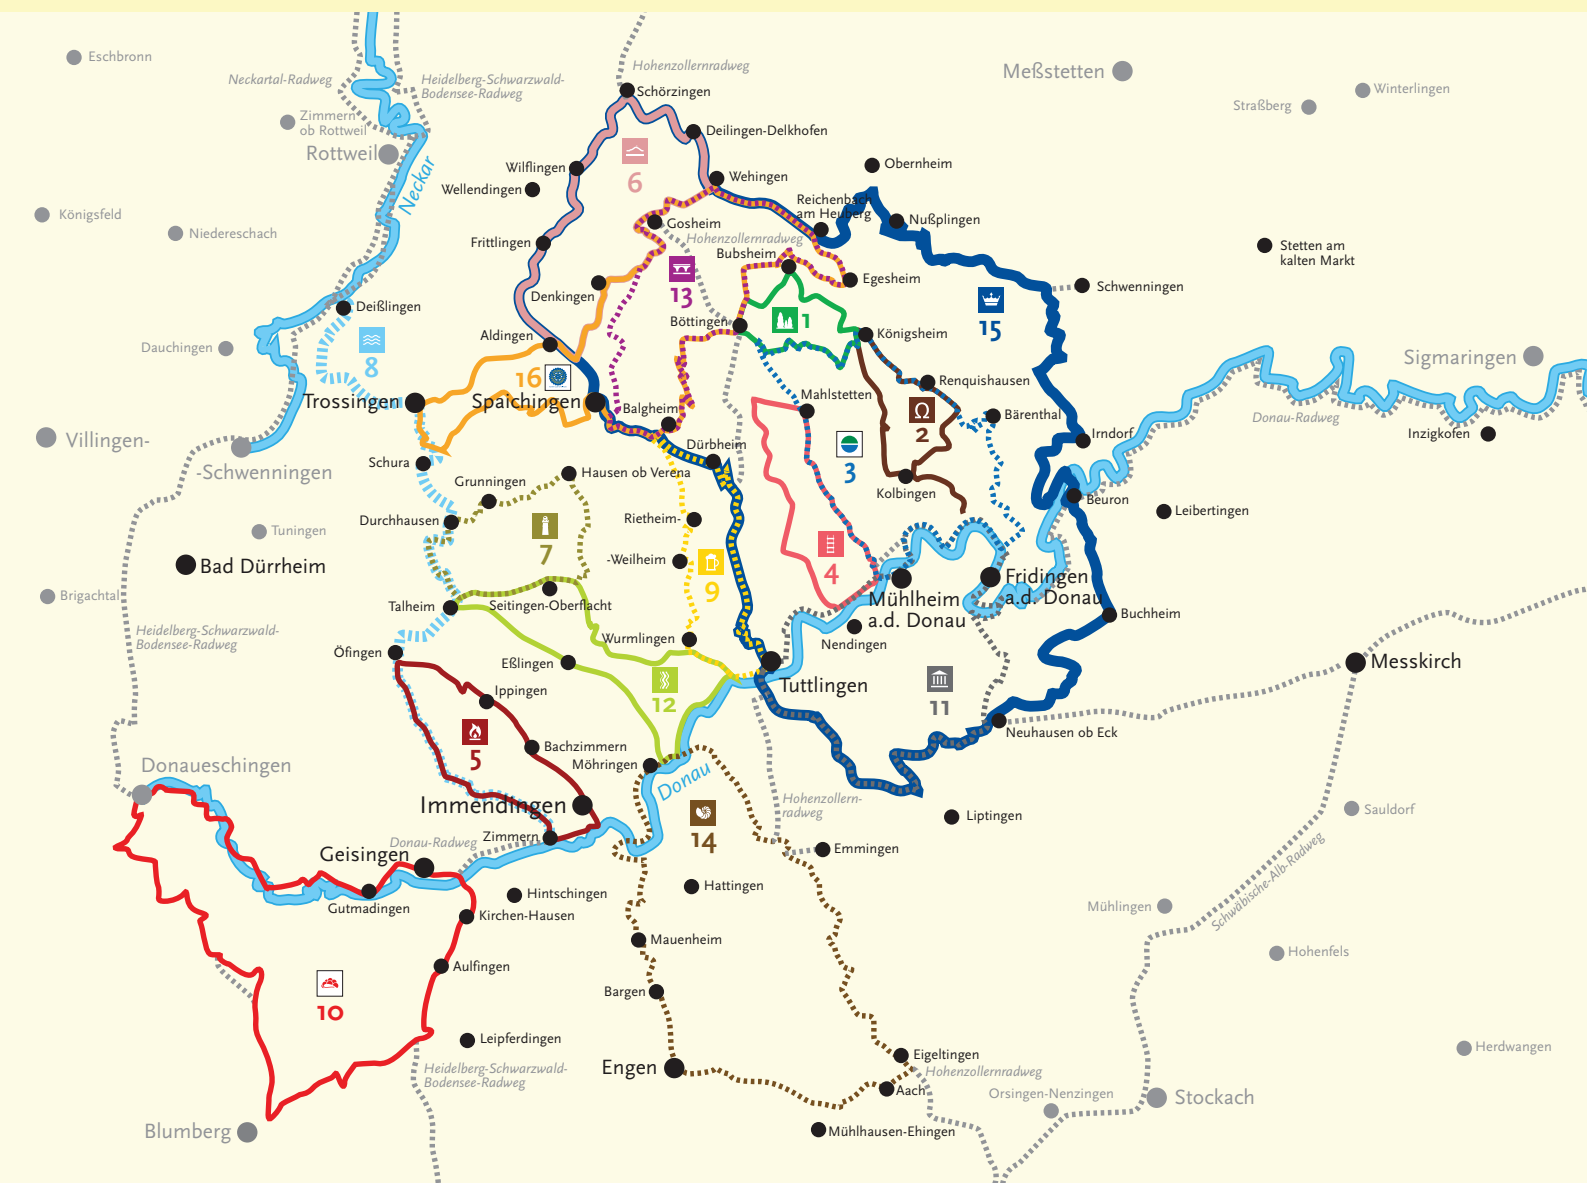 Eschbronn
Neckartal-Radweg
Heidelberg-Schwarzwald-
Bodensee-Radweg
Hohenzollernradweg
Schörzingen
Meßstetten
Winterlingen
Straßberg
Zimmern
ob Rottweil
Rottweil
Neckar
Deilingen-Delkhofen
6
Wilflingen
Wellendingen
Wehingen
Obernheim
Reichenbach
am Heuberg
Nußplingen
Königsfeld
Niedereschach
Gosheim
Hohenzollernradweg
Bubsheim
Frittlingen
Stetten am
kalten Markt
Egesheim
Schwenningen
13
Denkingen
Deißlingen
Böttingen
1
Königsheim
15
Aldingen
Dauchingen
8
Sigmaringen
16
Trossingen
Spaichingen
Renquishausen
Mahlstetten
Balgheim
2
Bärenthal
Donau-Radweg
Irndorf
Inzigkofen
Villingen-
-Schwenningen
Dürbheim
3
Schura
Hausen ob Verena
Grunningen
Kolbingen
Beuron
Leibertingen
Durchhausen
Rietheim-
-Weilheim
7
9
4
Tuningen
Bad Dürrheim
Brigachtal
Talheim
Seitingen-Oberflacht
Mühlheim
a.d. Donau
Fridingen
a.d. Donau
Buchheim
Heidelberg-Schwarzwald-
Bodensee-Radweg
Öfingen
Wurmlingen
Nendingen
Eßlingen
Messkirch
Tuttlingen
12
11
Ippingen
Neuhausen ob Eck
5
Bachzimmern
Möhringen
Donau
Donaueschingen
Immendingen
Hohenzollern-
radweg
14
Liptingen
Sauldorf
Zimmern
Donau-Radweg
Geisingen
Emmingen
Schwäbische-Alb-Radweg
Hattingen
Hintschingen
Gutmadingen
Kirchen-Hausen
Mühlingen
Mauenheim
Hohenfels
Aulfingen
10
Bargen
Leipferdingen
Heidelberg-Schwarzwald-
Bodensee-Radweg
Engen
Eigeltingen
Hohenzollernradweg
Aach
Herdwangen
Orsingen-Nenzingen
Stockach
Blumberg
Mühlhausen-Ehingen